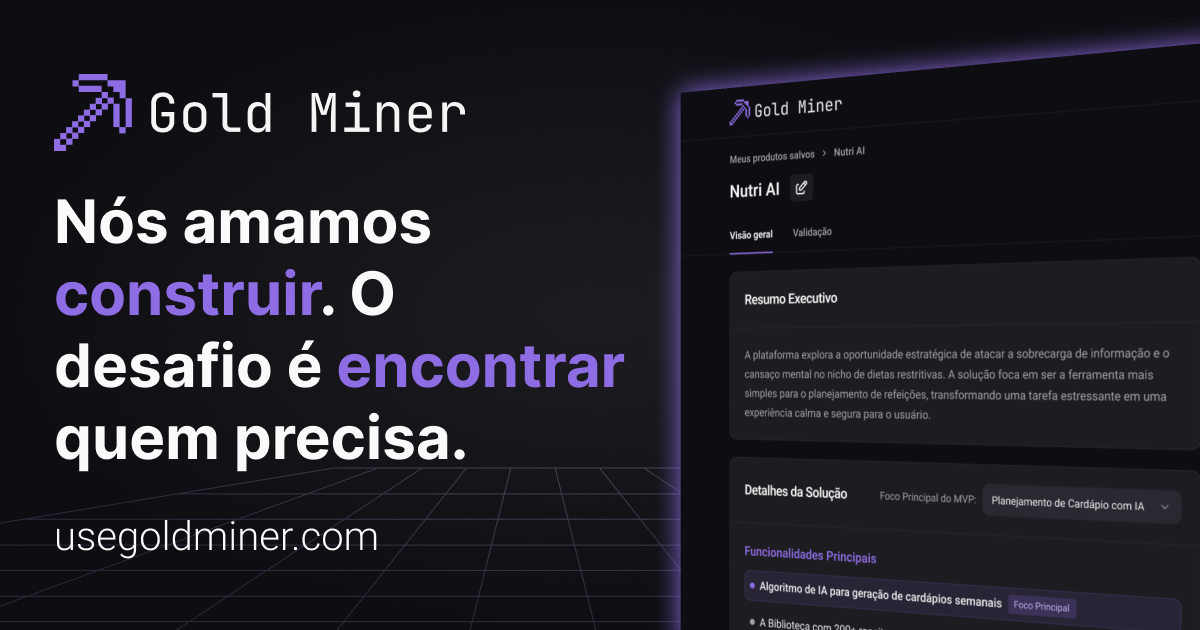 Gold Miner
Nós amamos
construir. O
desafio é encontrar
quem precisa.
usegoldminer.com
Gold Miner
Meus produtos salvos > Nutri AI
Nutri AI
Visão geral Validação
Resumo Executivo
A plataforma explora a oportunidade estratégica de atacar a sobrecarga de informação e o
cansaço mental no nicho de dietas restritivas. A solução foca em ser a ferramenta mais
simples para o planejamento de refeições, transformando uma tarefa estressante em uma
experiência calma e segura para o usuário.
Detalhes da Solução Foco Principal do MVP: Planejamento de Cardápio com IA
Funcionalidades Principais
Algoritmo de IA para geração de cardápios semanais Foco Principal
A Biblioteca com 200+